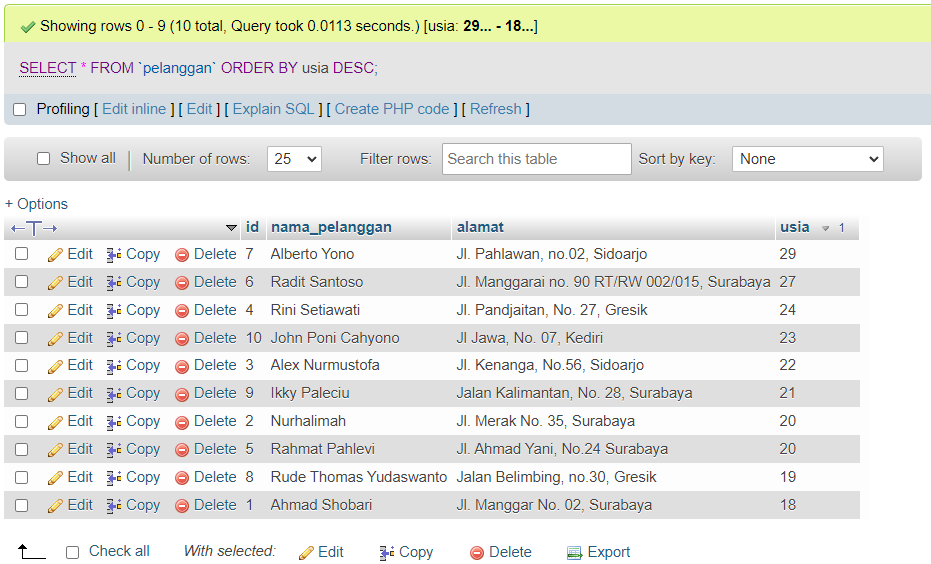 Showing rows 0 - 9 (10 total, Query took 0.0113 seconds.) [usia: 29... - 18...]
SELECT * FROM `pelanggan` ORDER BY usia DESC;
Profiling [ Edit inline ] [ Edit ] [ Explain SQL ] [ Create PHP code ] [ Refresh ]
Show all Number of rows: 25 Filter rows: Search this table Sort by key: None
+ Options
id nama_pelanggan alamat usia 1
Edit Copy Delete 7 Alberto Yono Jl. Pahlawan, no.02, Sidoarjo 29
Edit Copy Delete 6 Radit Santoso Jl. Manggarai no. 90 RT/RW 002/015, Surabaya 27
Edit Copy Delete 4 Rini Setiawati Jl. Pandjaitan, No. 27, Gresik 24
Edit Copy Delete 10 John Poni Cahyono Jl Jawa, No. 07, Kediri 23
Edit Copy Delete 3 Alex Nurmustofa Jl. Kenanga, No.56, Sidoarjo 22
Edit Copy Delete 9 Ikky Paleciu Jalan Kalimantan, No. 28, Surabaya 21
Edit Copy Delete 2 Nurhalimah Jl. Merak No. 35, Surabaya 20
Edit Copy Delete 5 Rahmat Pahlevi Jl. Ahmad Yani, No.24 Surabaya 20
Edit Copy Delete 8 Rude Thomas Yudaswanto Jalan Belimbing, no.30, Gresik 19
Edit Copy Delete 1 Ahmad Shobari Jl. Manggar No. 02, Surabaya 18
Check all With selected: Edit Copy Delete Export